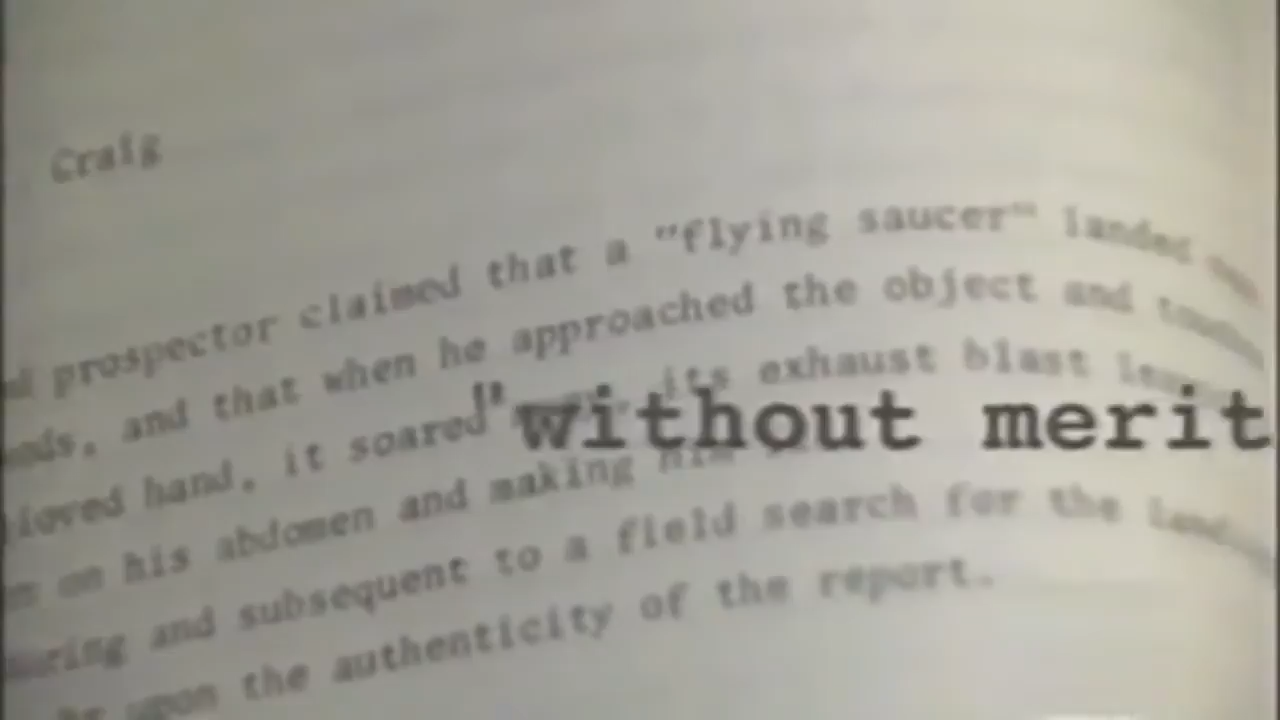 Craig
prospector claimed that a "flying saucer" landed
and that when he approached the object and
hand, it soared its exhaust blast
"without merit
on his abdomen and making him
and subsequent to a field search for the
upon the authenticity of the report.